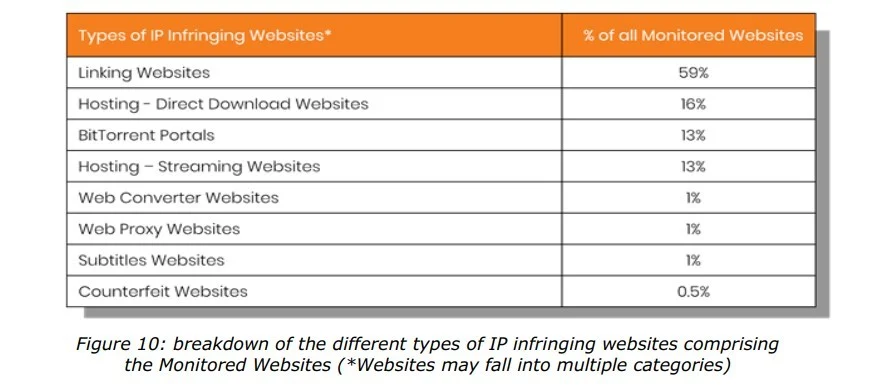 Types of IP Infringing Websites* % of all Monitored Websites
Linking Websites 59%
Hosting - Direct Download Websites 16%
BitTorrent Portals 13%
Hosting – Streaming Websites 13%
Web Converter Websites 1%
Web Proxy Websites 1%
Subtitles Websites 1%
Counterfeit Websites 0.5%
Figure 10: breakdown of the different types of IP infringing websites comprising
the Monitored Websites (*Websites may fall into multiple categories)